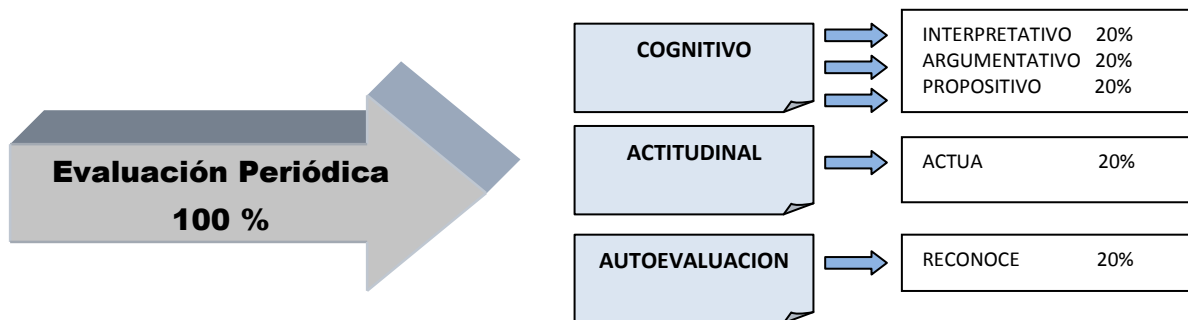 Evaluación Periódica
100 %
COGNITIVO
INTERPRETATIVO 20%
ARGUMENTATIVO 20%
PROPOSITIVO 20%
ACTITUDINAL
ACTUA 20%
AUTOEVALUACION
RECONOCE 20%